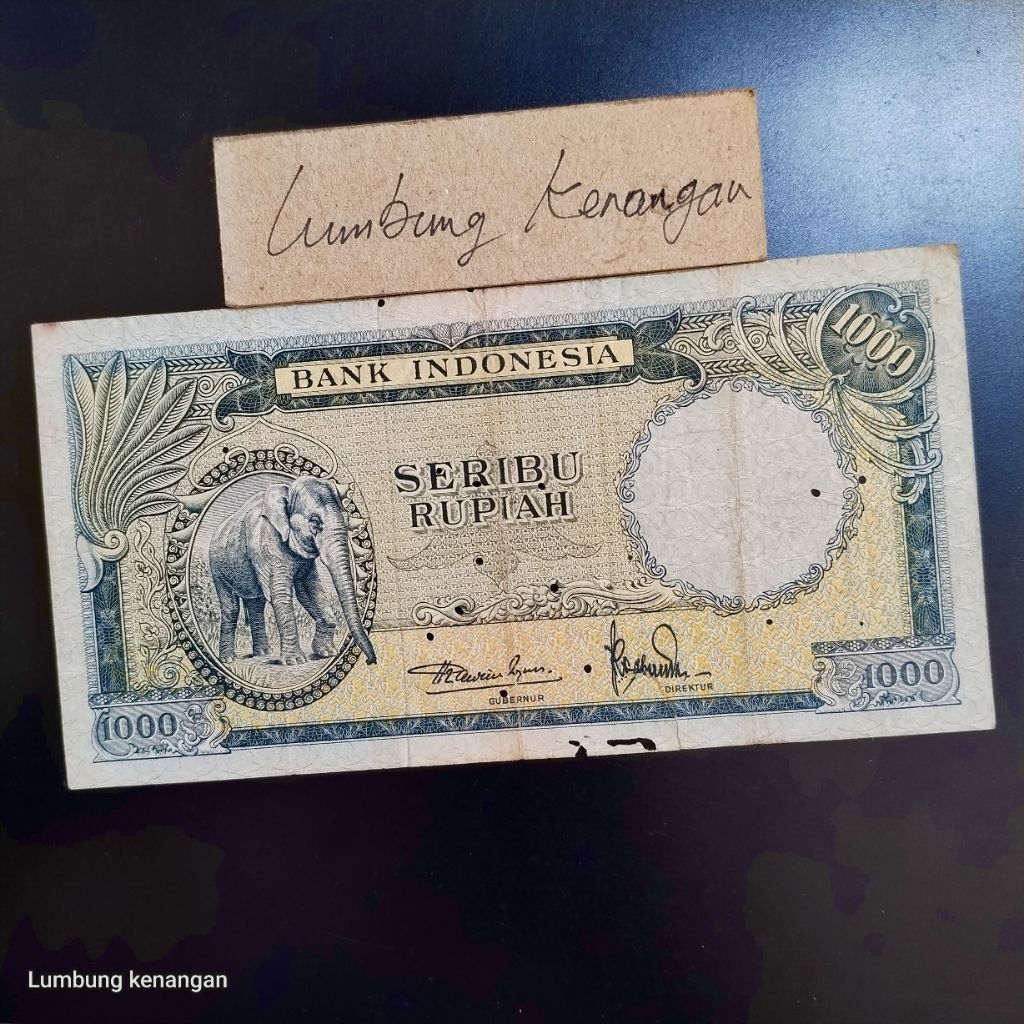 Lumbung Kenangan
1000
BANK INDONESIA
SERIBU
RUPIAH
GUBERNUR
DIREKTUR
1000
1000
Lumbung kenangan